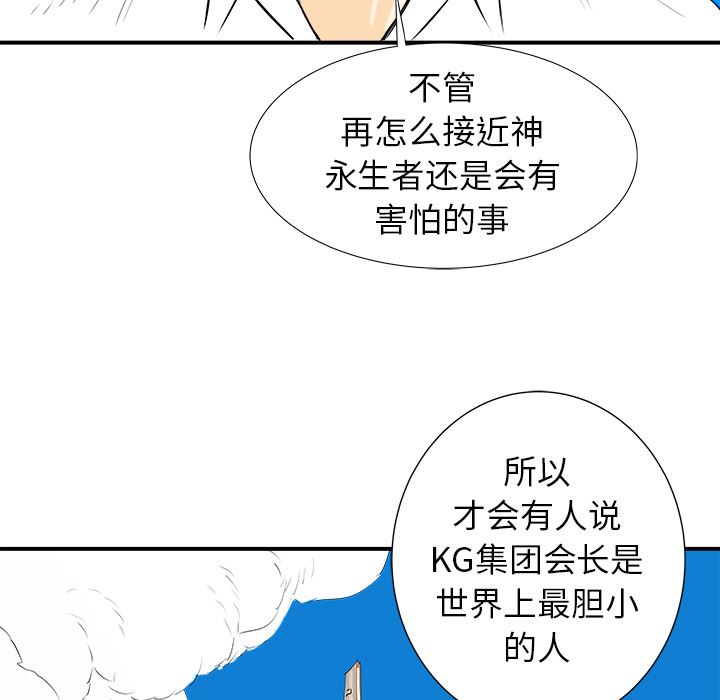 不管
再怎么接近神
永生者还是会有
害怕的事
所以
才会有人说
KG集团会长是
世界上最胆小
的人